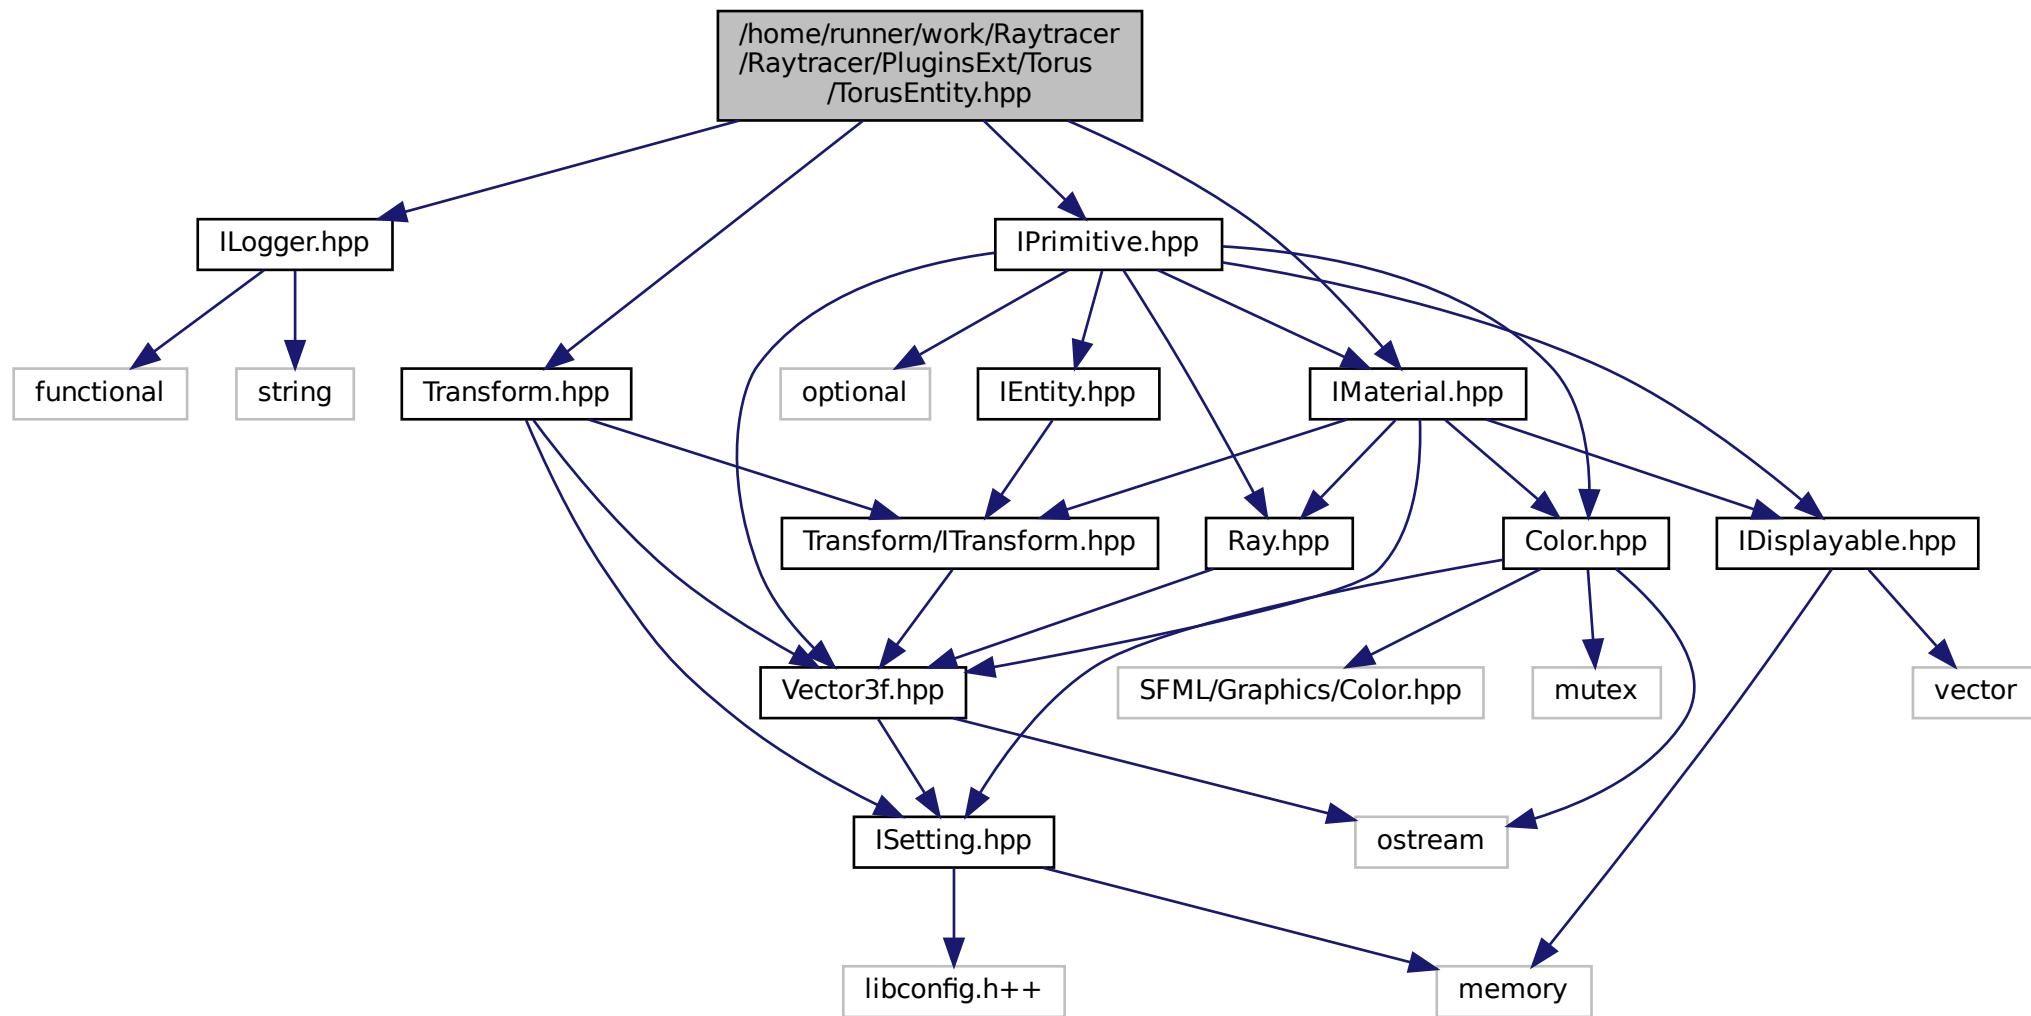 /home/runner/work/Raytracer
/Raytracer/PluginsExt/Torus
/TorusEntity.hpp
ILogger.hpp
IPrimitive.hpp
functional
string
Transform.hpp
optional
IEntity.hpp
IMaterial.hpp
Transform/ITransform.hpp
Ray.hpp
Color.hpp
IDisplayable.hpp
Vector3f.hpp
SFML/Graphics/Color.hpp
mutex
vector
ISetting.hpp
ostream
libconfig.h++
memory